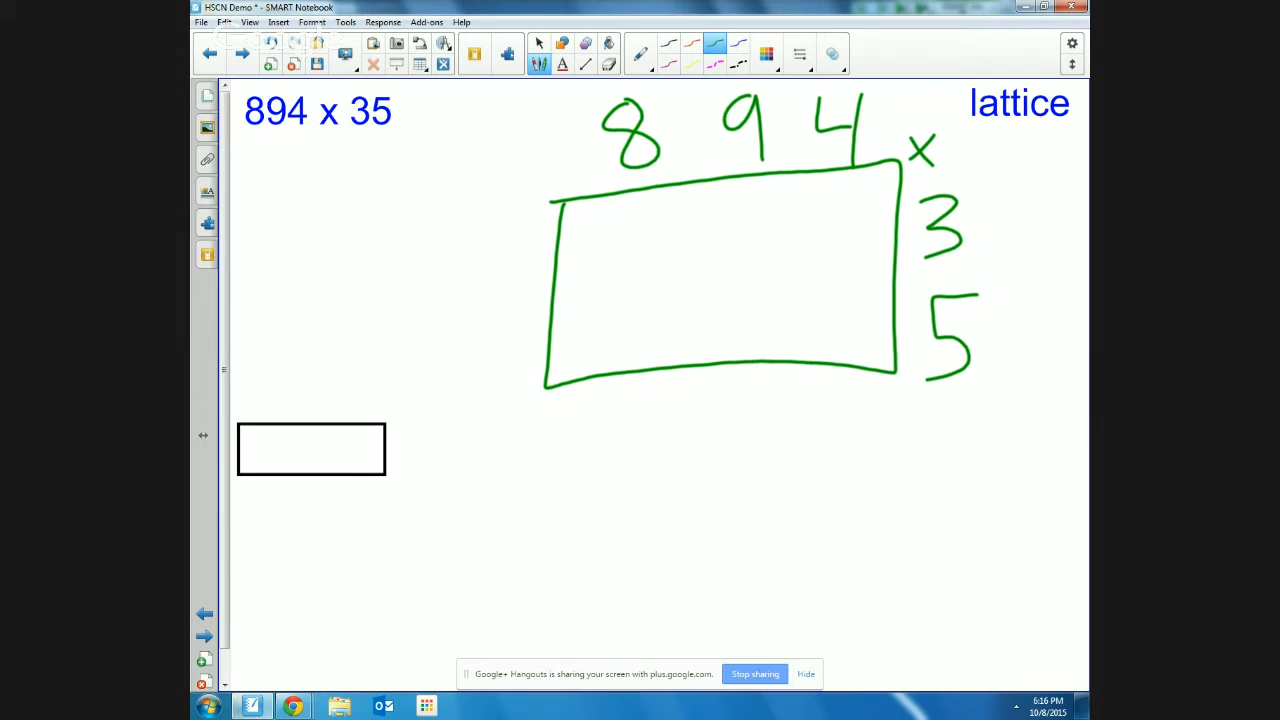 HSCN Demo * - SMART Notebook
File Edit View Insert Format Tools Response Add-ons Help
894 x 35
lattice
8 9 4 x
3
5
Google+ Hangouts is sharing your screen with plus.google.com. Stop sharing Hide
6:16 PM
10/8/2015